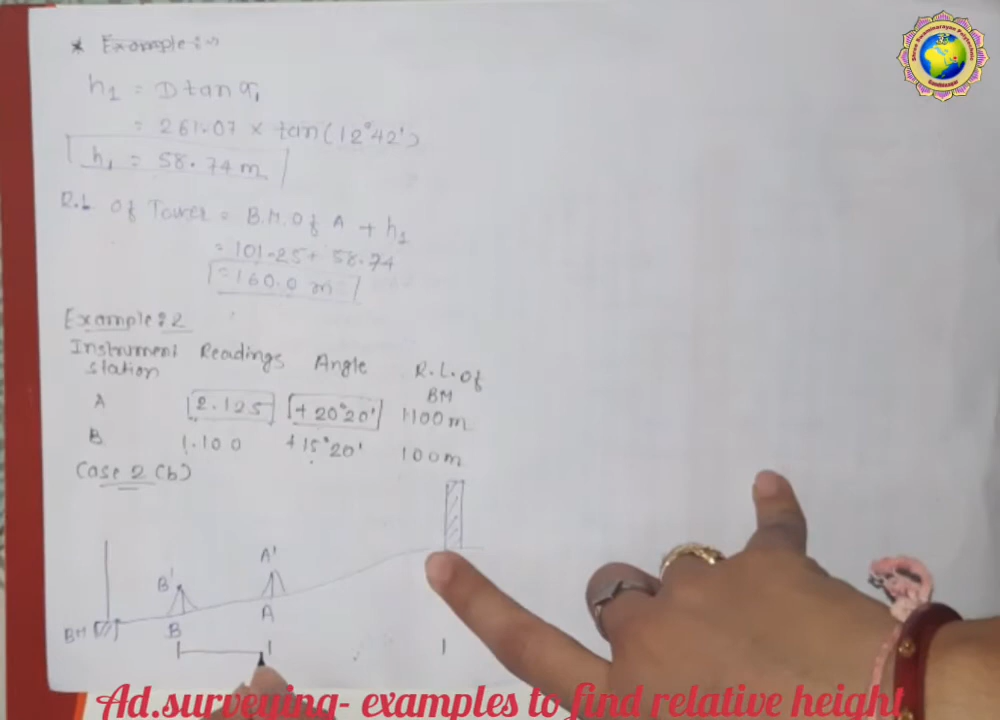 * Example:-
h1 = D tan α1
= 261.07 × tan(12°42')
h1 = 58.74 m
R.L of Tower = B.M. of A + h1
= 101.25 + 58.74
= 160.0 m
Example: 2
Instrument station Readings Angle R.L. of BM
A 2.125 +20°20' 100m
B 1.100 +15°20' 100m
Case 2 (b)
A'
B'
A
BM B
Ad.surveying- examples to find relative height